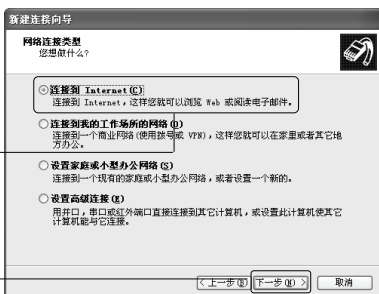 新建连接向导
网络连接类型
您想做什么?
连接到 Internet(C)
连接到 Internet，这样您就可以浏览 Web 或阅读电子邮件。
连接到我的工作场所的网络(O)
连接到一个商业网络(使用拨号或 VPN)，这样您就可以在家里或者其它地
方办公。
设置家庭或小型办公网络(S)
连接到一个现有的家庭或小型办公网络，或者设置一个新的。
设置高级连接(E)
用并口，串口或红外端口直接连接到其它计算机，或设置此计算机使其它
计算机能与它连接。
<上一步(B) 下一步(N)> 取消